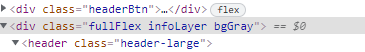 ▶<div class="headerBtn">…</div> flex
▼<div class="fullFlex infoLayer bgGray"> == $0
▼<header class="header-large">